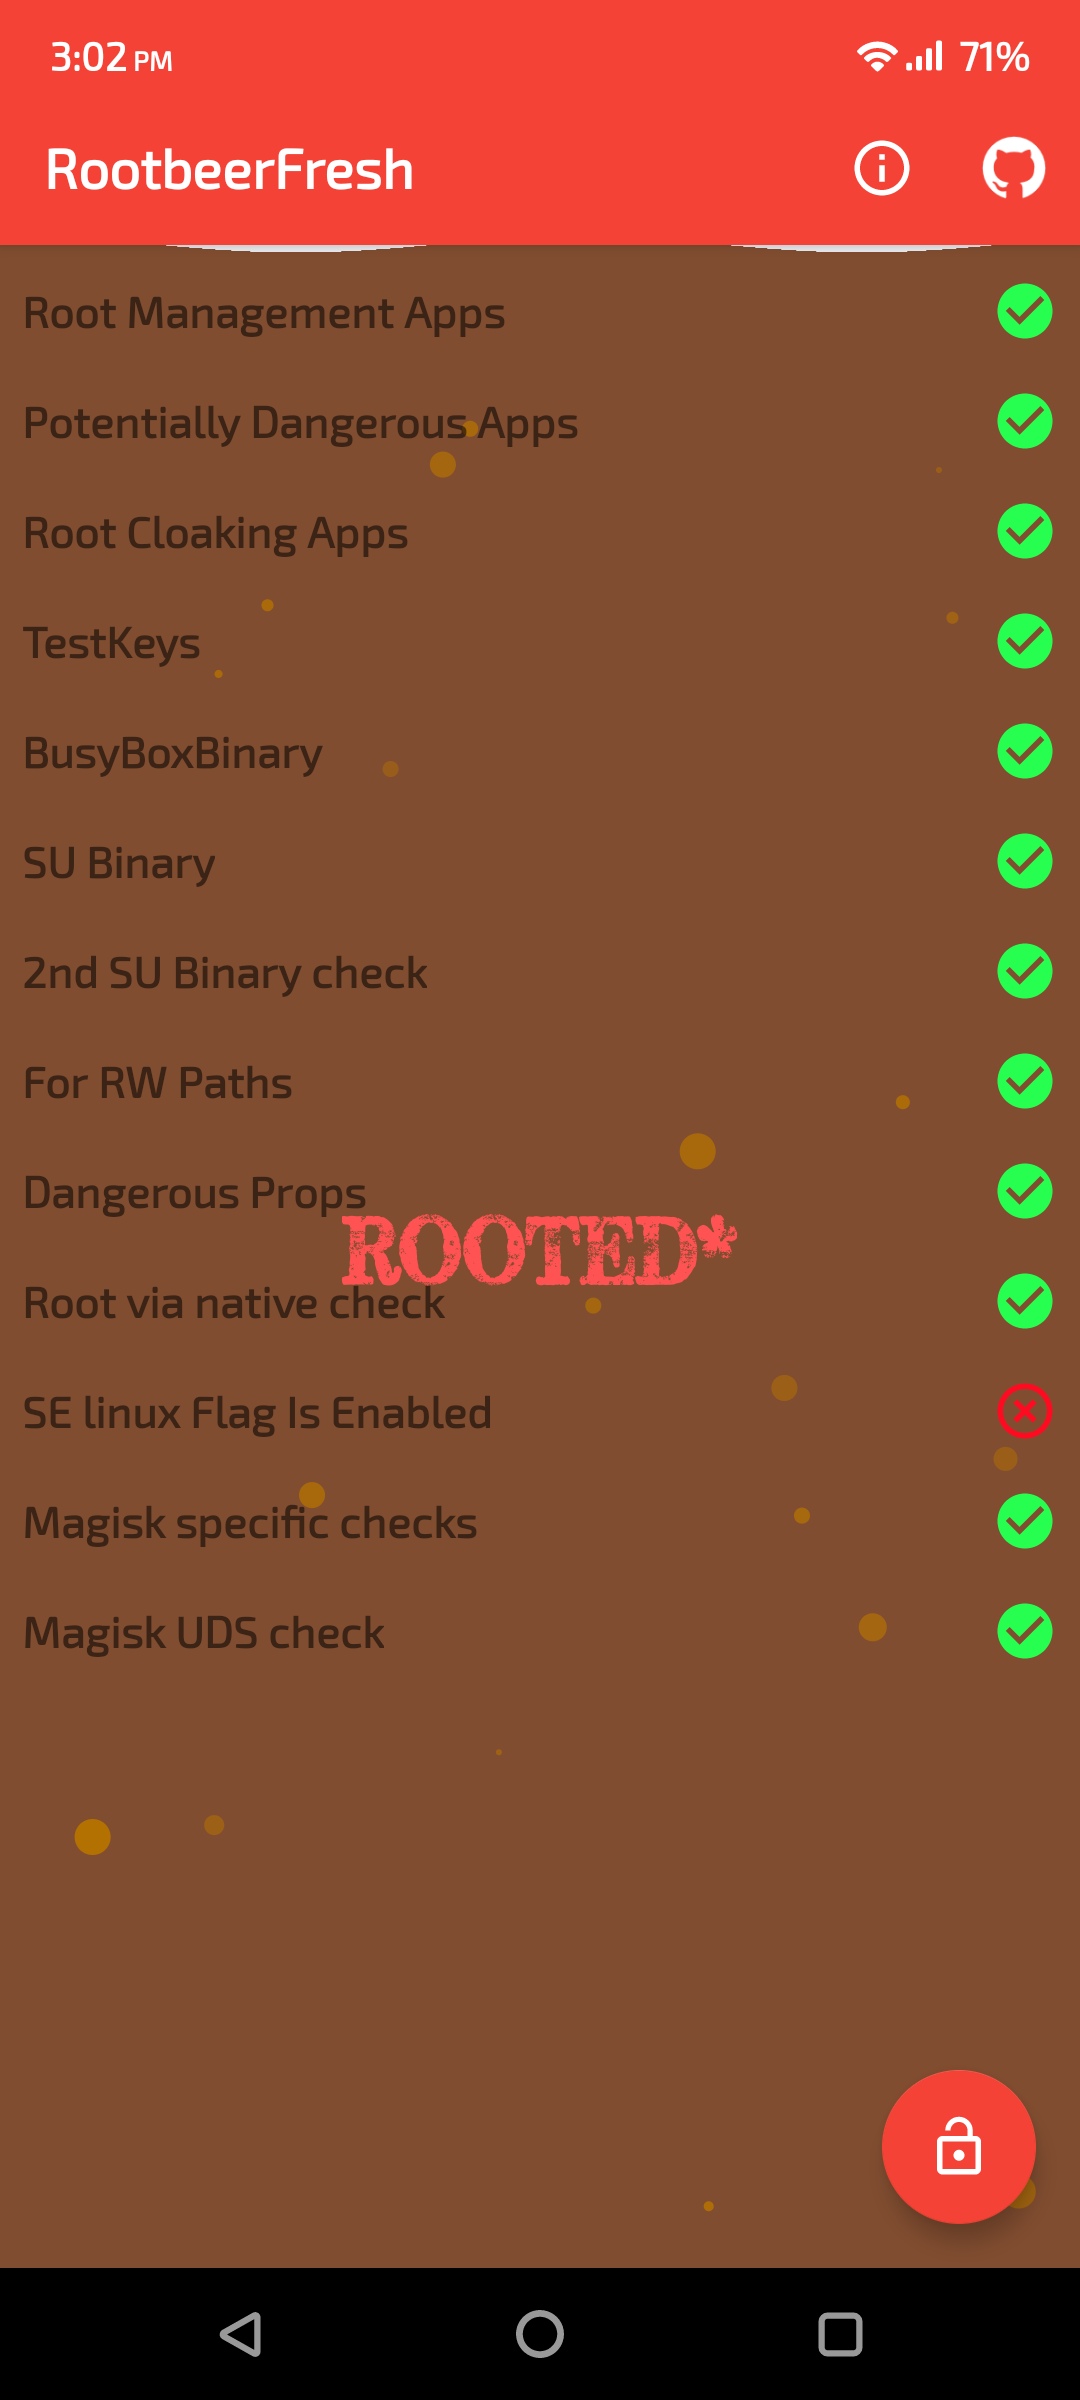 3:02 PM 71%
RootbeerFresh
Root Management Apps
Potentially Dangerous Apps
Root Cloaking Apps
TestKeys
BusyBoxBinary
SU Binary
2nd SU Binary check
For RW Paths
Dangerous Props
ROOTED*
Root via native check
SE linux Flag Is Enabled
Magisk specific checks
Magisk UDS check